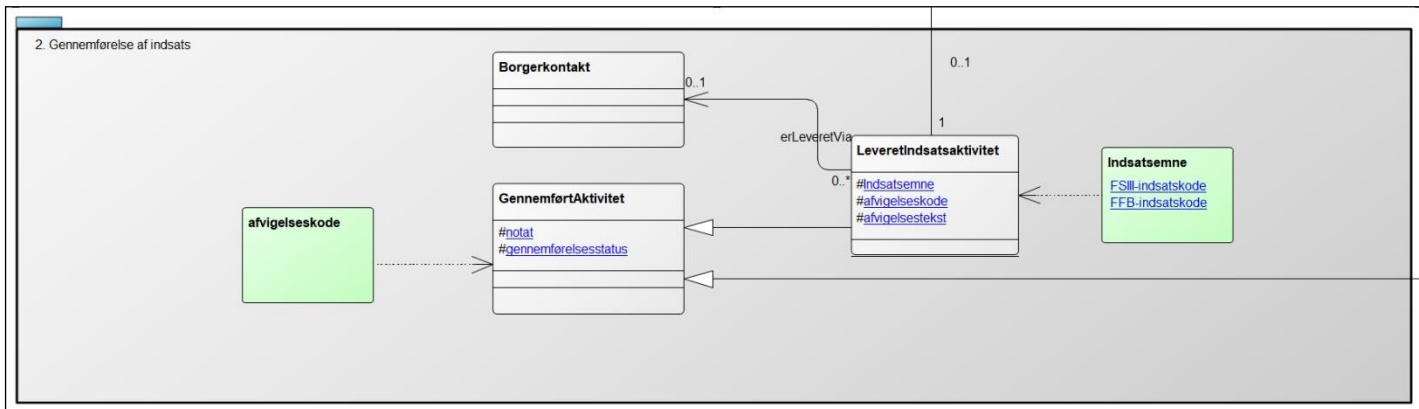 2. Gennemførelse af indsats
Borgerkontakt
0..1
0..1
erLeveretVia
1
LeveretIndsatsaktivitet
0..*
#Indsatsemne
#afvigelseskode
#afvigelsestekst
Indsatsemne
FSIII-indsatskode
FFB-indsatskode
GennemførtAktivitet
#notat
#gennemførelsesstatus
afvigelseskode